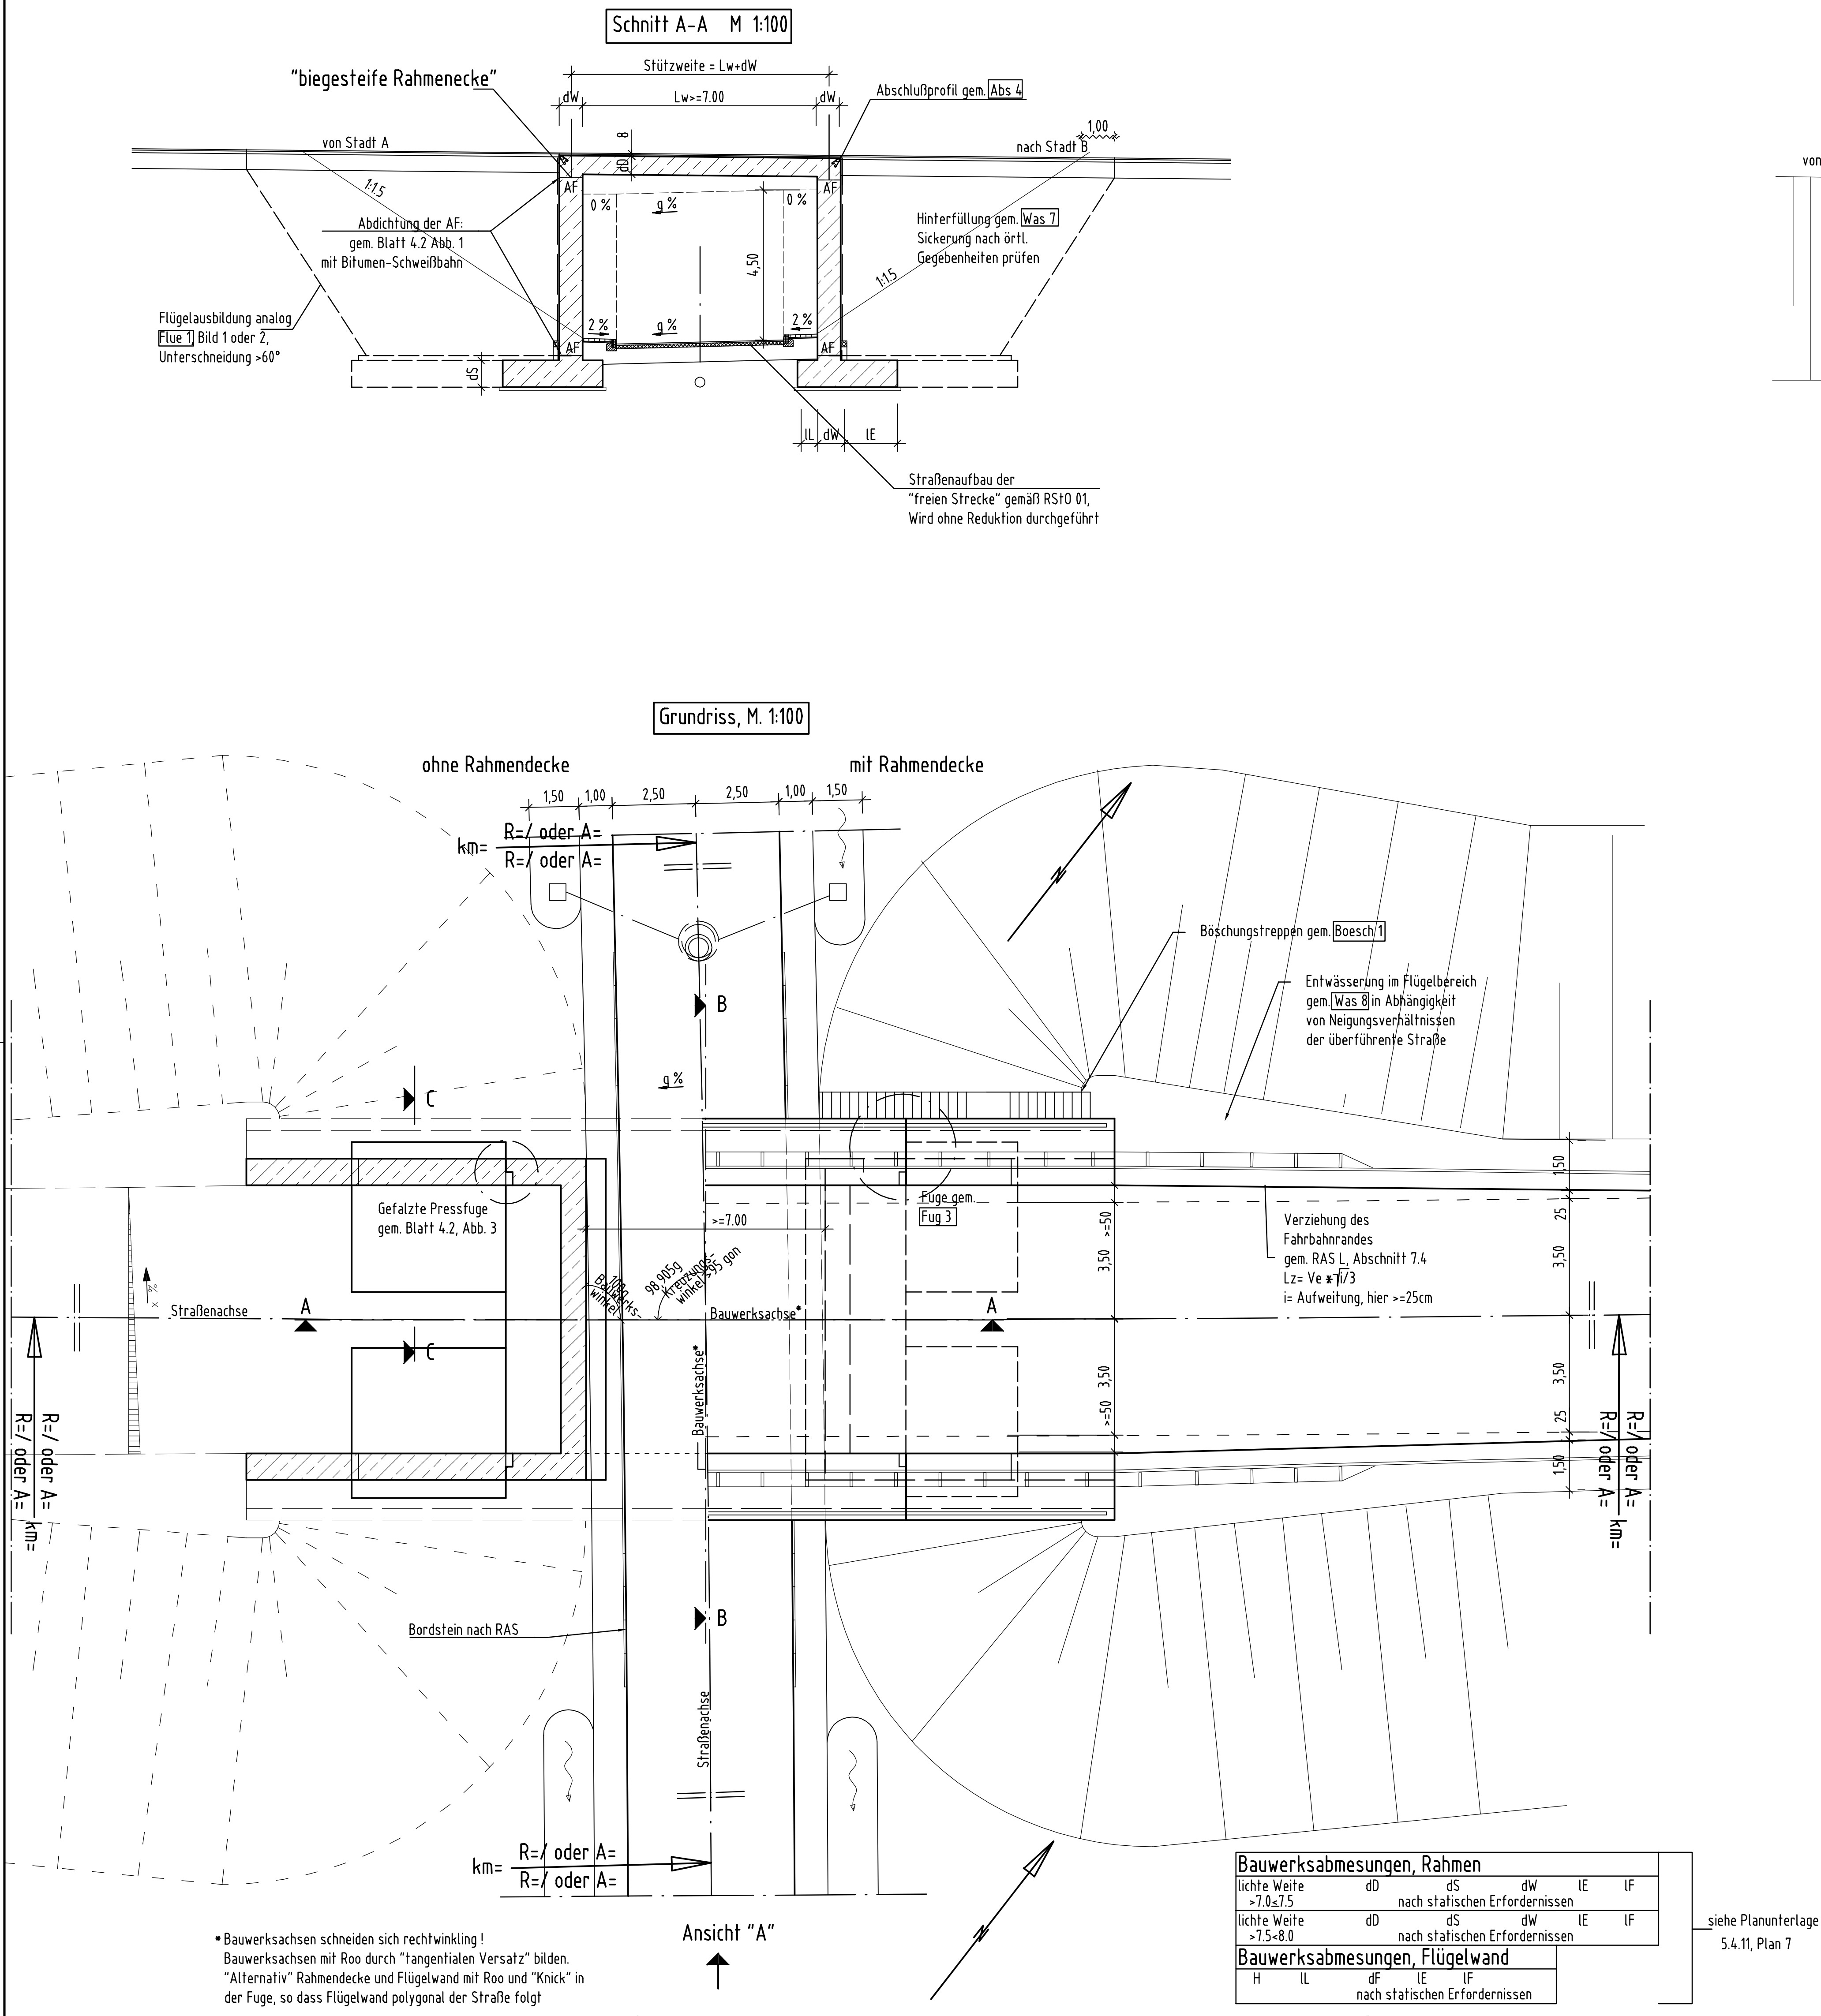 Schnitt A-A M 1:100
"biegesteife Rahmenecke"
Stützweite = Lw+dW
dW
Lw>=7.00
dW
Abschlußprofil gem. Abs 4
von Stadt A
8
dD
1,00
nach Stadt B
von
1:1.5
AF
AF
0 %
g %
0 %
Abdichtung der AF:
gem. Blatt 4.2 Abb. 1
mit Bitumen-Schweißbahn
4,50
Hinterfüllung gem. Was 7
Sickerung nach örtl.
Gegebenheiten prüfen
1:1.5
Flügelausbildung analog
Flue 1, Bild 1 oder 2,
Unterschneidung >60°
2 %
g %
2 %
AF
AF
dS
lL
dW
lE
Straßenaufbau der
"freien Strecke" gemäß RStO 01,
Wird ohne Reduktion durchgeführt
Grundriss, M. 1:100
ohne Rahmendecke
mit Rahmendecke
1,50
1,00
2,50
2,50
1,00
1,50
km=
R=/ oder A=
R=/ oder A=
N
Böschungstreppen gem. Boesch 1
Entwässerung im Flügelbereich
gem. Was 8 in Abhängigkeit
von Neigungsverhältnissen
der überführente Straße
B
g %
C
Gefalzte Pressfuge
gem. Blatt 4.2, Abb. 3
>=7.00
Fuge gem.
Fug 3
>=50
3,50
1,50
25
3,50
Verziehung des
Fahrbahnrandes
gem. RAS L, Abschnitt 7.4
Lz= Ve *√i/3
i= Aufweitung, hier >=25cm
100g
Bauwerks-
winkel
98,905g
Kreuzungs-
winkel >95 gon
x %
Straßenachse
A
Bauwerksachse*
A
C
Bauwerksachse*
3,50
>=50
3,50
25
1,50
R=/ oder A=
R=/ oder A=
km=
R=/ oder A=
R=/ oder A=
km=
B
Bordstein nach RAS
Straßenachse
km=
R=/ oder A=
R=/ oder A=
N
Ansicht "A"
* Bauwerksachsen schneiden sich rechtwinkling !
Bauwerksachsen mit Roo durch "tangentialen Versatz" bilden.
"Alternativ" Rahmendecke und Flügelwand mit Roo und "Knick" in
der Fuge, so dass Flügelwand polygonal der Straße folgt
Bauwerksabmesungen, Rahmen
lichte Weite dD dS dW lE lF
>7.0≤7.5 nach statischen Erfordernissen
lichte Weite dD dS dW lE lF
>7.5<8.0 nach statischen Erfordernissen
Bauwerksabmesungen, Flügelwand
H lL dF lE lF
nach statischen Erfordernissen
siehe Planunterlage
5.4.11, Plan 7